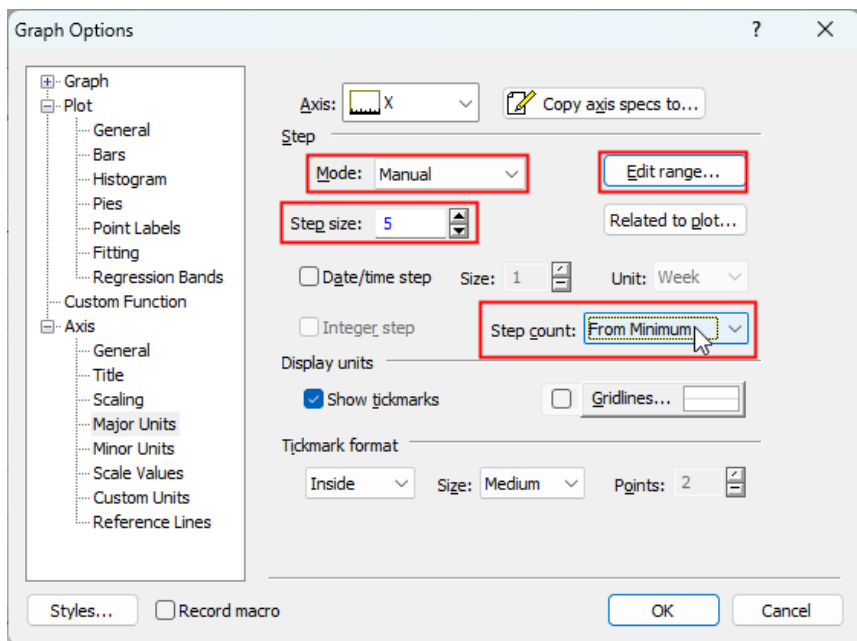 Graph Options
Graph
Plot
General
Bars
Histogram
Pies
Point Labels
Fitting
Regression Bands
Custom Function
Axis
General
Title
Scaling
Major Units
Minor Units
Scale Values
Custom Units
Reference Lines
Axis: X Copy axis specs to...
Step
Mode: Manual Edit range...
Step size: 5 Related to plot...
Date/time step Size: 1 Unit: Week
Integer step Step count: From Minimum
Display units
Show tickmarks Gridlines...
Tickmark format
Inside Size: Medium Points: 2
Styles... Record macro OK Cancel